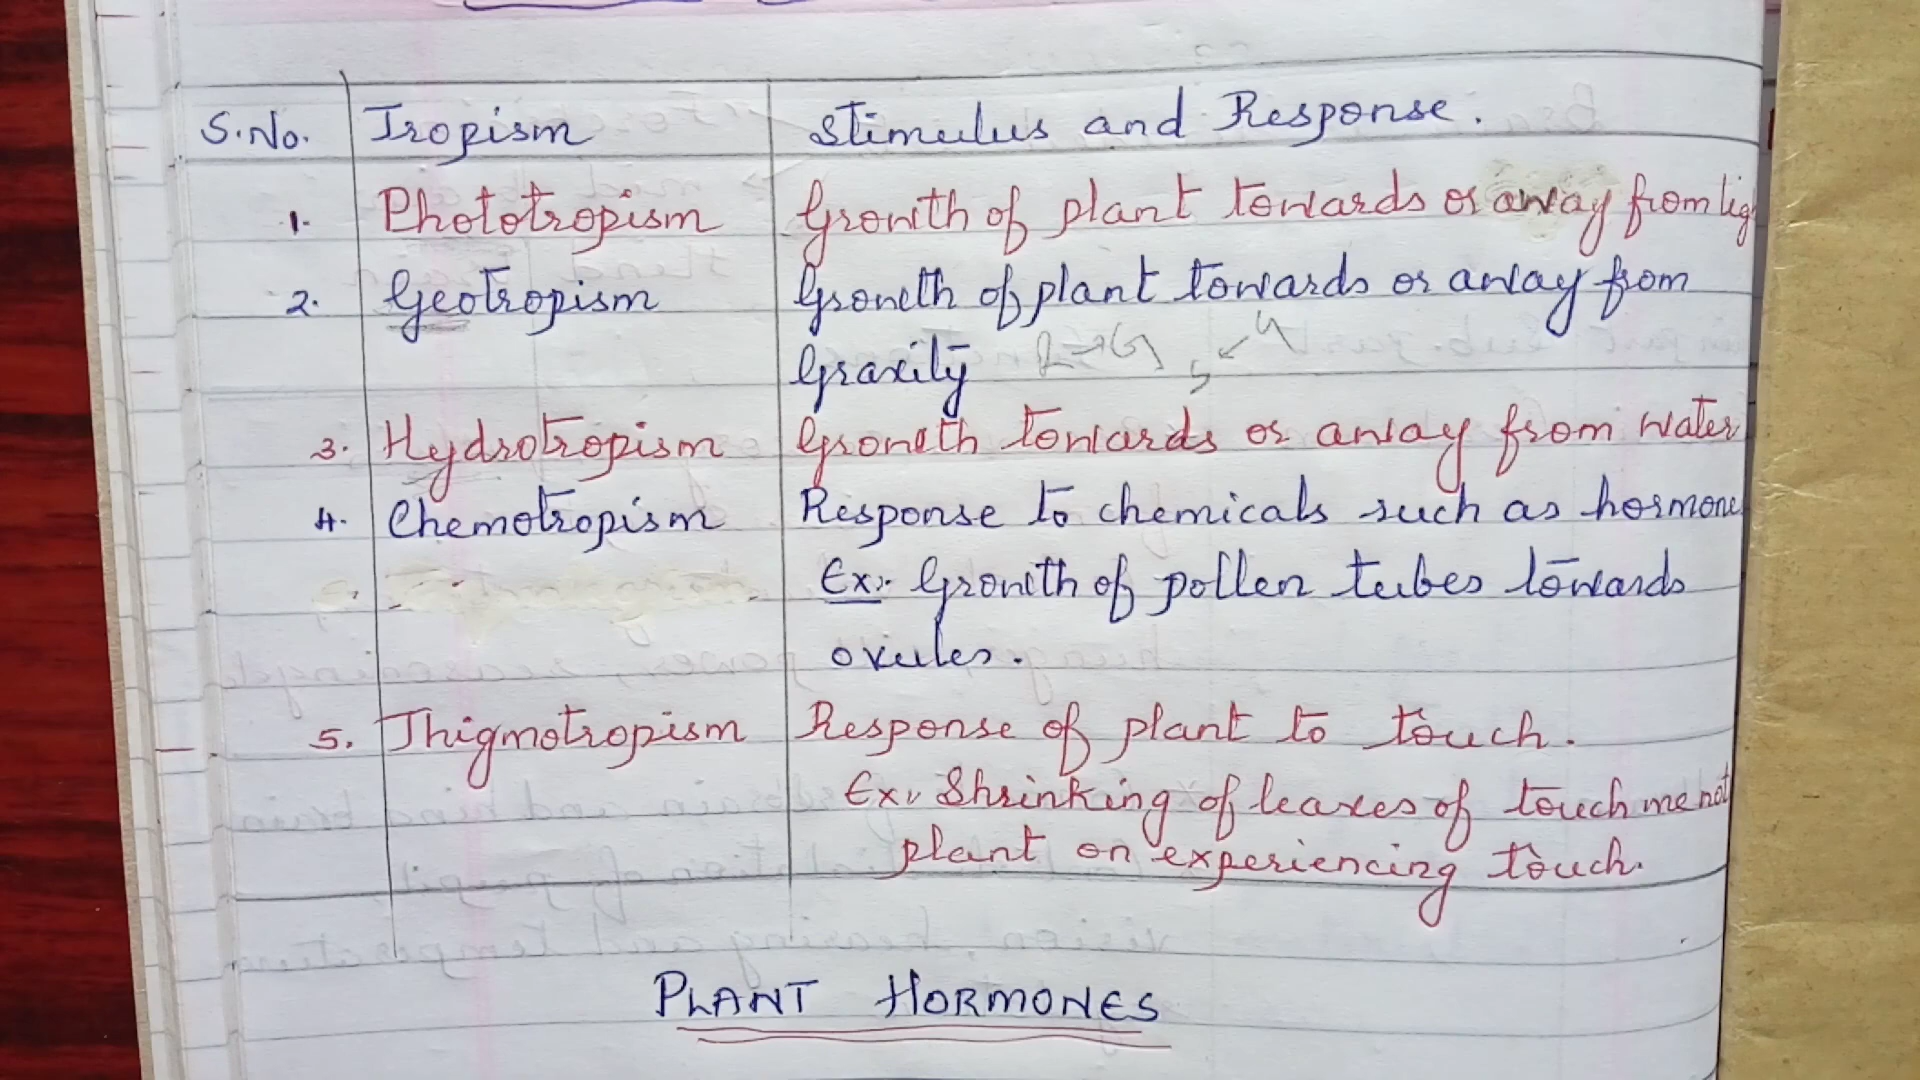 S.No. Tropism Stimulus and Response.
1. Phototropism Growth of plant towards or away from lig
2. Geotropism Growth of plant towards or away from
Gravity
3. Hydrotropism Growth towards or away from water
4. Chemotropism Response to chemicals such as hormone
Ex:- Growth of pollen tubes towards
ovules.
5. Thigmotropism Response of plant to touch.
Ex:- Shrinking of leaves of touch me not
plant on experiencing touch.
PLANT HORMONES